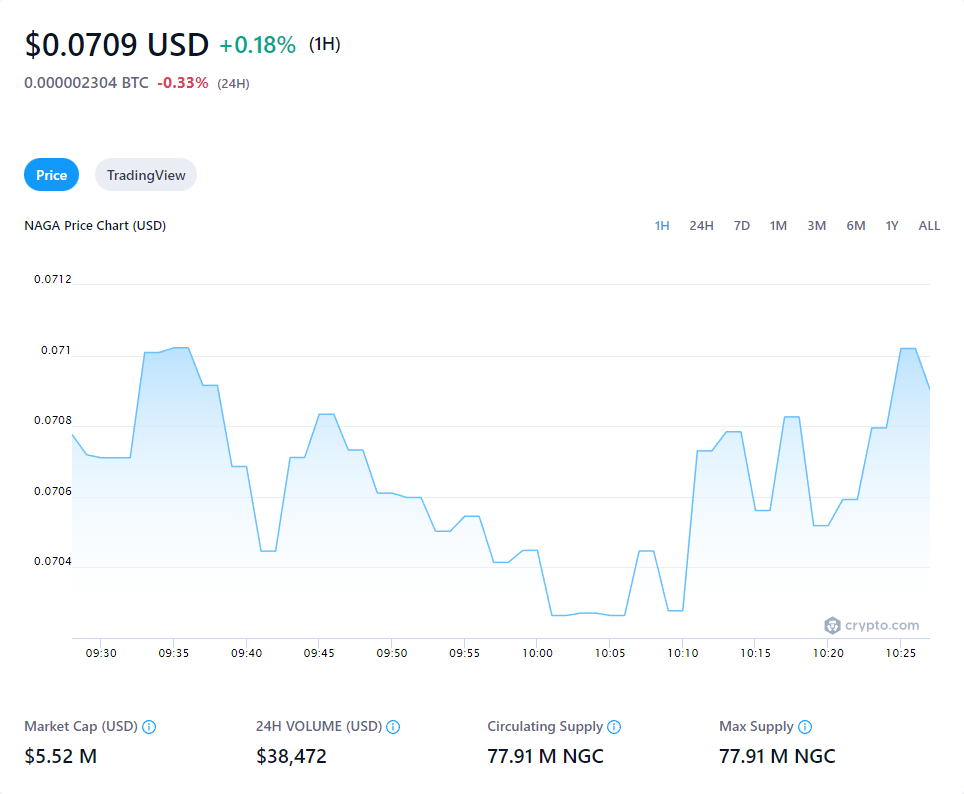 $0.0709 USD +0.18% (1H)
0.000002304 BTC -0.33% (24H)
Price TradingView
NAGA Price Chart (USD) 1H 24H 7D 1M 3M 6M 1Y ALL
0.0712
0.071
0.0708
0.0706
0.0704
crypto.com
09:30 09:35 09:40 09:45 09:50 09:55 10:00 10:05 10:10 10:15 10:20 10:25
Market Cap (USD) 24H VOLUME (USD) Circulating Supply Max Supply
$5.52 M $38,472 77.91 M NGC 77.91 M NGC